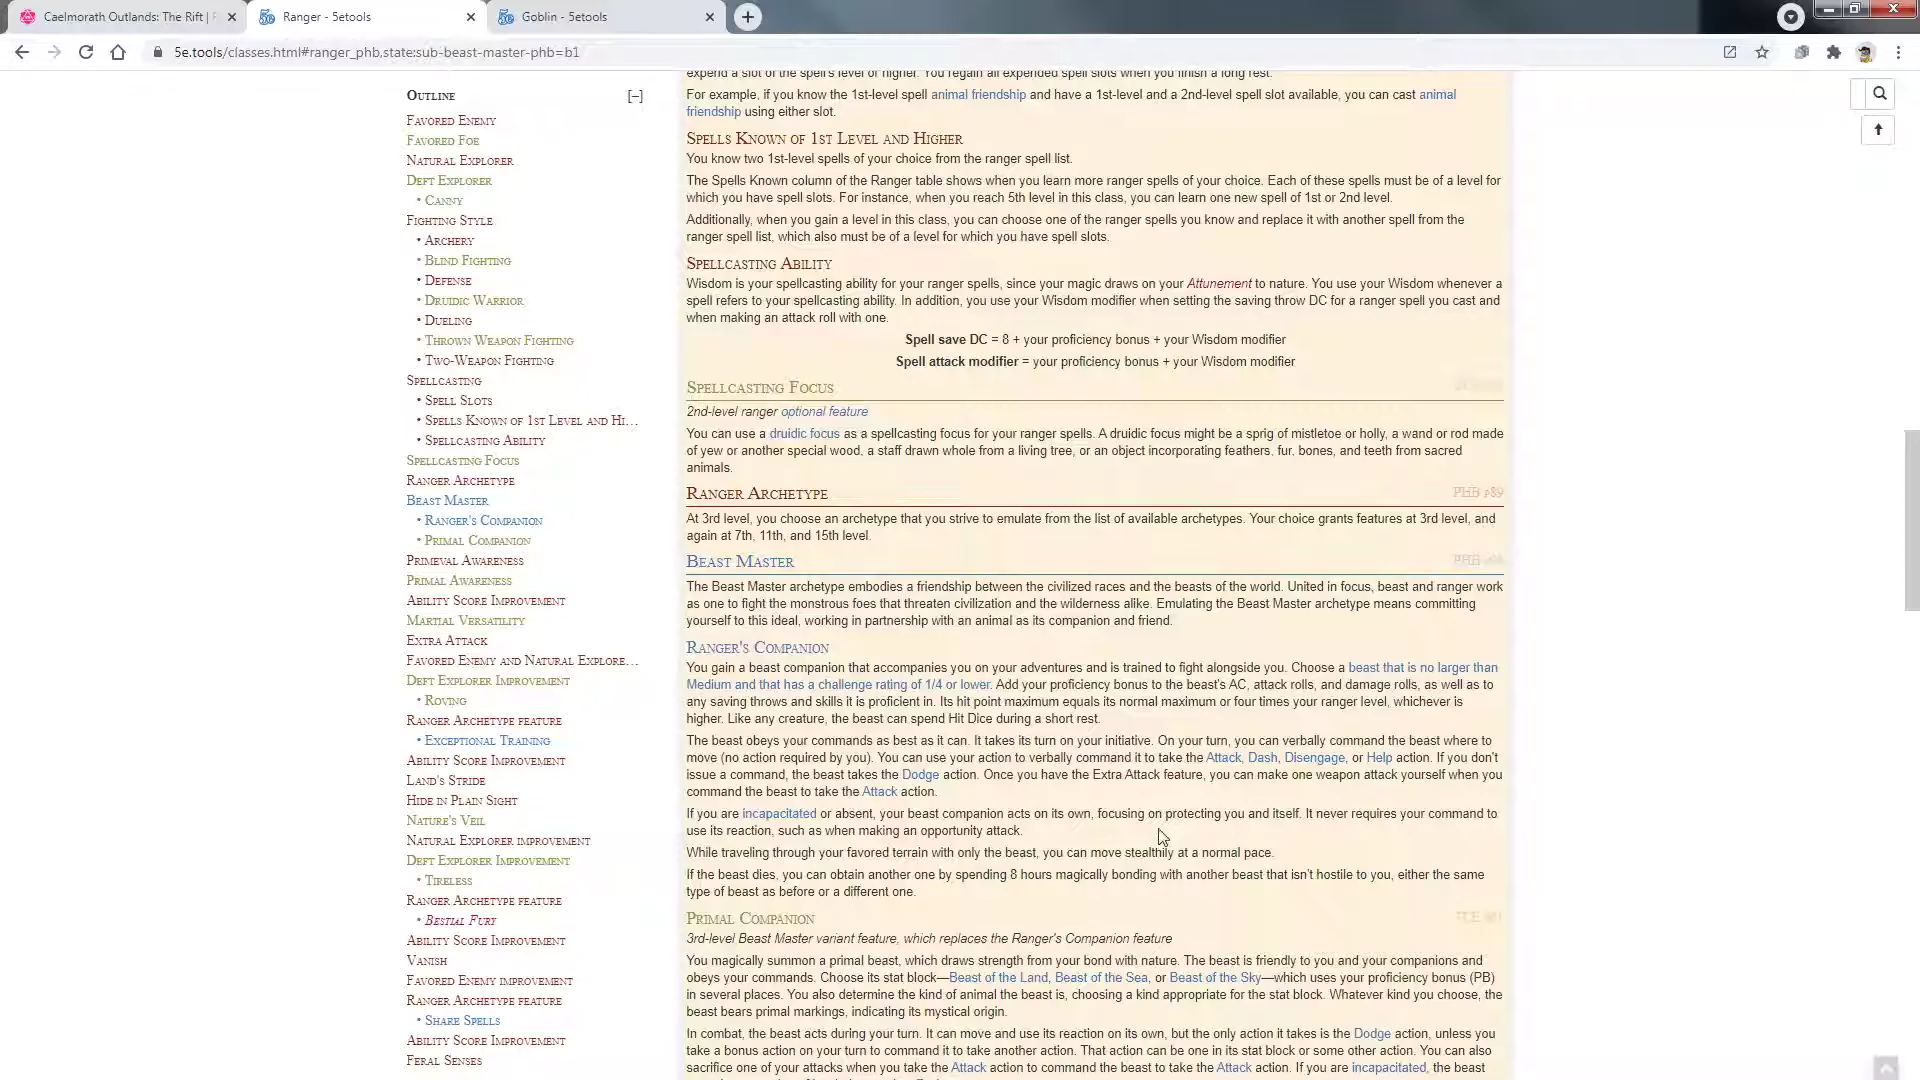 Caelmorath Outlands: The Rift |
Ranger - 5etools
Goblin - 5etools
5e.tools/classes.html#ranger_phb,state:sub-beast-master-phb=b1
Outline [–]
Favored Enemy
Favored Foe
Natural Explorer
Deft Explorer
• Canny
Fighting Style
• Archery
• Blind Fighting
• Defense
• Druidic Warrior
• Dueling
• Thrown Weapon Fighting
• Two-Weapon Fighting
Spellcasting
• Spell Slots
• Spells Known of 1st Level and Hi...
• Spellcasting Ability
Spellcasting Focus
Ranger Archetype
Beast Master
• Ranger's Companion
• Primal Companion
Primeval Awareness
Primal Awareness
Ability Score Improvement
Martial Versatility
Extra Attack
Favored Enemy and Natural Explore...
Deft Explorer Improvement
• Roving
Ranger Archetype feature
• Exceptional Training
Ability Score Improvement
Land's Stride
Hide in Plain Sight
Nature's Veil
Natural Explorer improvement
Deft Explorer Improvement
• Tireless
Ranger Archetype feature
• Bestial Fury
Ability Score Improvement
Vanish
Favored Enemy improvement
Ranger Archetype feature
• Share Spells
Ability Score Improvement
Feral Senses
expend a slot of the spell's level or higher. You regain all expended spell slots when you finish a long rest.
For example, if you know the 1st-level spell animal friendship and have a 1st-level and a 2nd-level spell slot available, you can cast animal
friendship using either slot.
Spells Known of 1st Level and Higher
You know two 1st-level spells of your choice from the ranger spell list.
The Spells Known column of the Ranger table shows when you learn more ranger spells of your choice. Each of these spells must be of a level for
which you have spell slots. For instance, when you reach 5th level in this class, you can learn one new spell of 1st or 2nd level.
Additionally, when you gain a level in this class, you can choose one of the ranger spells you know and replace it with another spell from the
ranger spell list, which also must be of a level for which you have spell slots.
Spellcasting Ability
Wisdom is your spellcasting ability for your ranger spells, since your magic draws on your Attunement to nature. You use your Wisdom whenever a
spell refers to your spellcasting ability. In addition, you use your Wisdom modifier when setting the saving throw DC for a ranger spell you cast and
when making an attack roll with one.
Spell save DC = 8 + your proficiency bonus + your Wisdom modifier
Spell attack modifier = your proficiency bonus + your Wisdom modifier
Spellcasting Focus
2nd-level ranger optional feature
You can use a druidic focus as a spellcasting focus for your ranger spells. A druidic focus might be a sprig of mistletoe or holly, a wand or rod made
of yew or another special wood, a staff drawn whole from a living tree, or an object incorporating feathers, fur, bones, and teeth from sacred
animals.
Ranger Archetype PHB p89
At 3rd level, you choose an archetype that you strive to emulate from the list of available archetypes. Your choice grants features at 3rd level, and
again at 7th, 11th, and 15th level.
Beast Master PHB
The Beast Master archetype embodies a friendship between the civilized races and the beasts of the world. United in focus, beast and ranger work
as one to fight the monstrous foes that threaten civilization and the wilderness alike. Emulating the Beast Master archetype means committing
yourself to this ideal, working in partnership with an animal as its companion and friend.
Ranger's Companion
You gain a beast companion that accompanies you on your adventures and is trained to fight alongside you. Choose a beast that is no larger than
Medium and that has a challenge rating of 1/4 or lower. Add your proficiency bonus to the beast's AC, attack rolls, and damage rolls, as well as to
any saving throws and skills it is proficient in. Its hit point maximum equals its normal maximum or four times your ranger level, whichever is
higher. Like any creature, the beast can spend Hit Dice during a short rest.
The beast obeys your commands as best as it can. It takes its turn on your initiative. On your turn, you can verbally command the beast where to
move (no action required by you). You can use your action to verbally command it to take the Attack, Dash, Disengage, or Help action. If you don't
issue a command, the beast takes the Dodge action. Once you have the Extra Attack feature, you can make one weapon attack yourself when you
command the beast to take the Attack action.
If you are incapacitated or absent, your beast companion acts on its own, focusing on protecting you and itself. It never requires your command to
use its reaction, such as when making an opportunity attack.
While traveling through your favored terrain with only the beast, you can move stealthily at a normal pace.
If the beast dies, you can obtain another one by spending 8 hours magically bonding with another beast that isn't hostile to you, either the same
type of beast as before or a different one.
Primal Companion TCE
3rd-level Beast Master variant feature, which replaces the Ranger's Companion feature
You magically summon a primal beast, which draws strength from your bond with nature. The beast is friendly to you and your companions and
obeys your commands. Choose its stat block—Beast of the Land, Beast of the Sea, or Beast of the Sky—which uses your proficiency bonus (PB)
in several places. You also determine the kind of animal the beast is, choosing a kind appropriate for the stat block. Whatever kind you choose, the
beast bears primal markings, indicating its mystical origin.
In combat, the beast acts during your turn. It can move and use its reaction on its own, but the only action it takes is the Dodge action, unless you
take a bonus action on your turn to command it to take another action. That action can be one in its stat block or some other action. You can also
sacrifice one of your attacks when you take the Attack action to command the beast to take the Attack action. If you are incapacitated, the beast